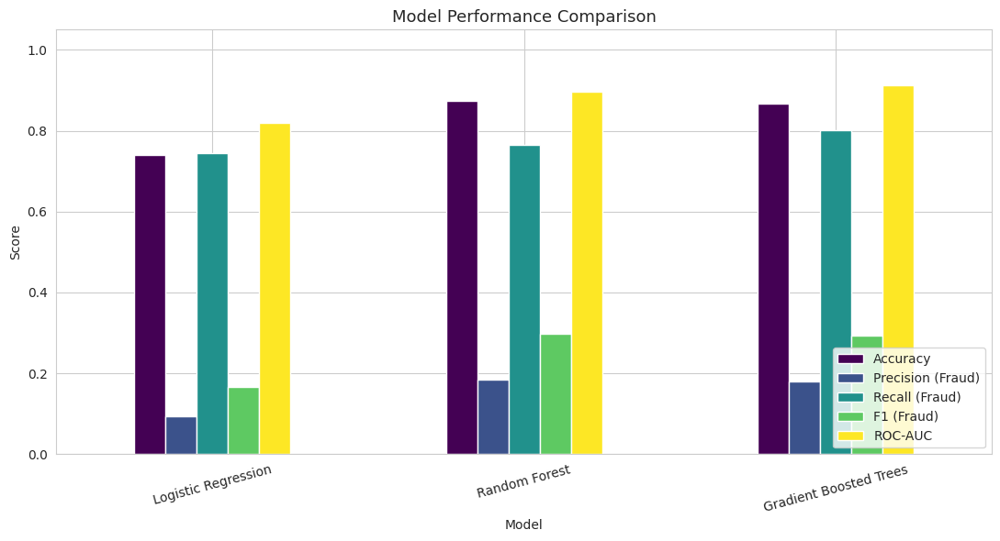 Model Performance Comparison
Score
1.0
0.8
0.6
0.4
0.2
0.0
Accuracy
Precision (Fraud)
Recall (Fraud)
F1 (Fraud)
ROC-AUC
Logistic Regression
Random Forest
Gradient Boosted Trees
Model